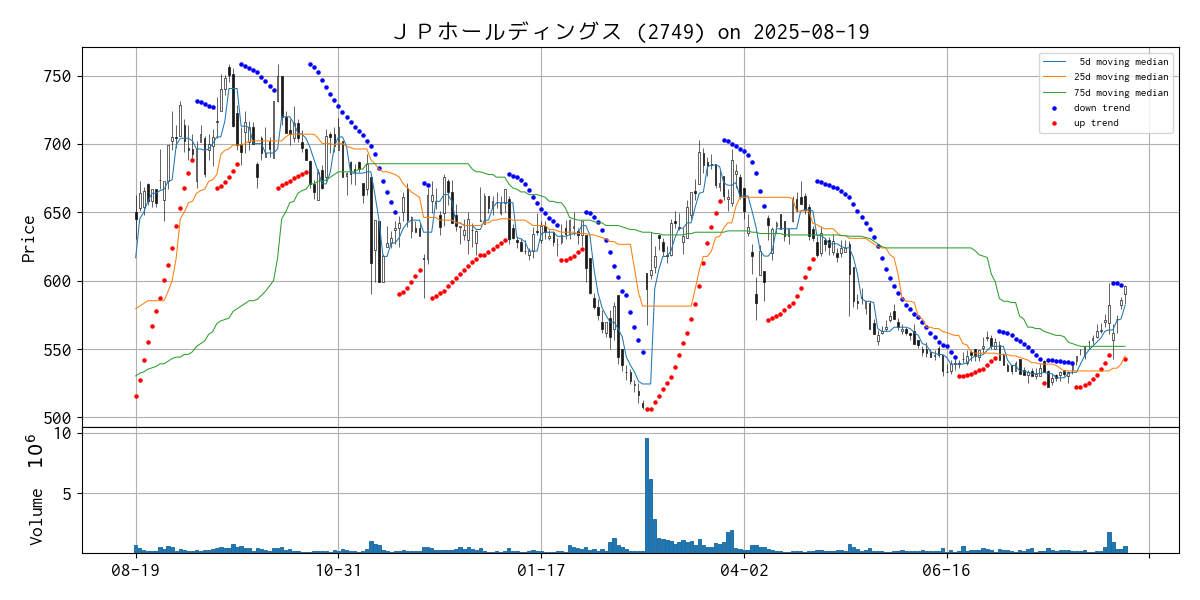 ＪＰホールディングス (2749) on 2025-08-19
5d moving median
25d moving median
75d moving median
down trend
up trend
750
700
650
600
550
500
Price
10
5
Volume 10⁶
08-19
10-31
01-17
04-02
06-16